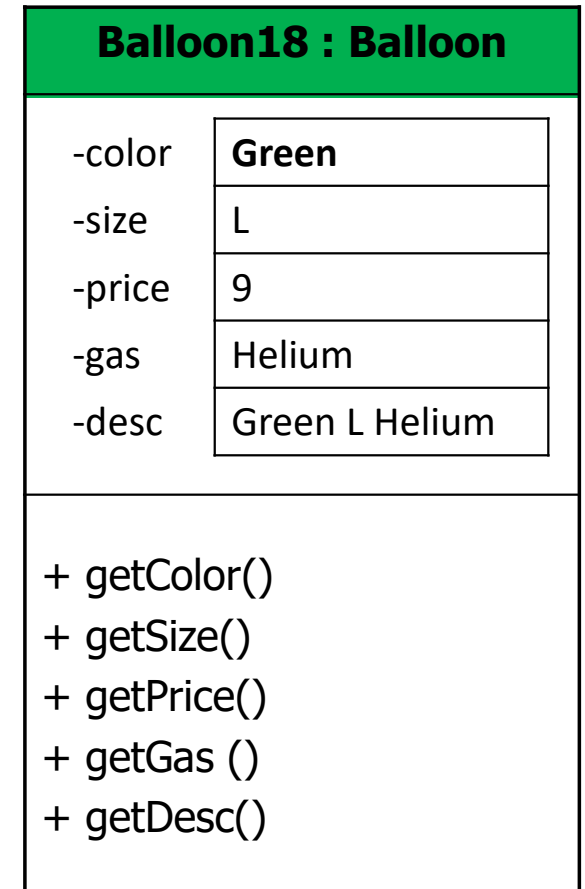 Balloon18 : Balloon
-color Green
-size L
-price 9
-gas Helium
-desc Green L Helium
+ getColor()
+ getSize()
+ getPrice()
+ getGas ()
+ getDesc()